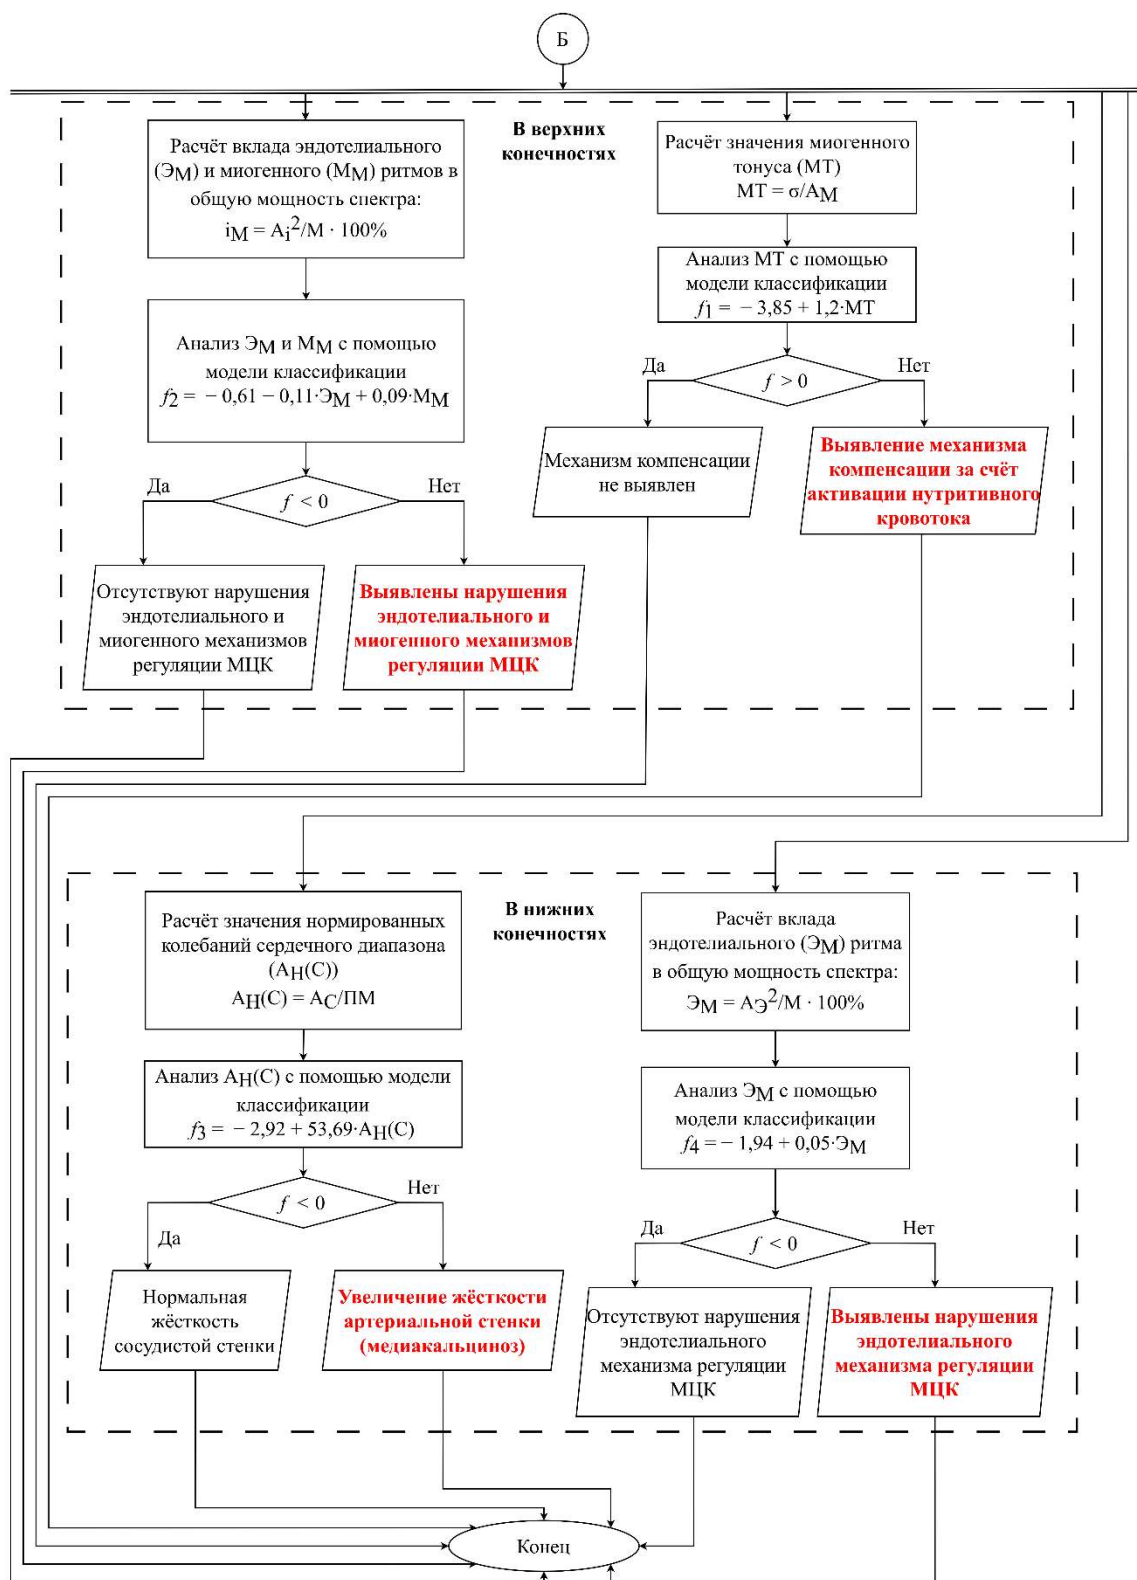 Б
В верхних
конечностях
Расчёт вклада эндотелиального
(ЭМ) и миогенного (ММ) ритмов в
общую мощность спектра:
iМ = Ai²/М · 100%
Анализ ЭМ и ММ с помощью
модели классификации
f2 = − 0,61 − 0,11·ЭМ + 0,09·ММ
Да
Нет
f < 0
Отсутствуют нарушения
эндотелиального и
миогенного механизмов
регуляции МЦК
Выявлены нарушения
эндотелиального и
миогенного механизмов
регуляции МЦК
Расчёт значения миогенного
тонуса (МТ)
МТ = σ/АМ
Анализ МТ с помощью
модели классификации
f1 = − 3,85 + 1,2·МТ
Да
Нет
f > 0
Механизм компенсации
не выявлен
Выявление механизма
компенсации за счёт
активации нутритивного
кровотока
В нижних
конечностях
Расчёт значения нормированных
колебаний сердечного диапазона
(АН(С))
АН(С) = АС/ПМ
Анализ АН(С) с помощью модели
классификации
f3 = − 2,92 + 53,69·АН(С)
Нет
f < 0
Да
Нормальная
жёсткость
сосудистой стенки
Увеличение жёсткости
артериальной стенки
(медиакальциноз)
Расчёт вклада
эндотелиального (ЭМ) ритма
в общую мощность спектра:
ЭМ = АЭ²/М · 100%
Анализ ЭМ с помощью
модели классификации
f4 = − 1,94 + 0,05·ЭМ
Да
Нет
f < 0
Отсутствуют нарушения
эндотелиального
механизма регуляции
МЦК
Выявлены нарушения
эндотелиального
механизма регуляции
МЦК
Конец